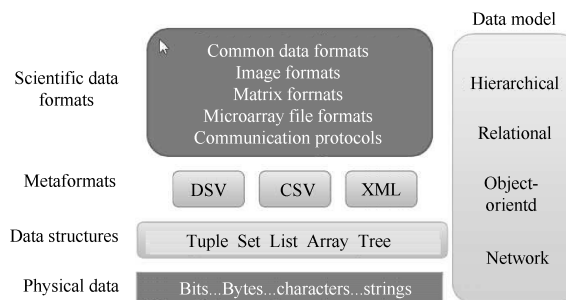 Data model
Scientific data
formats
Common data formats
Image formats
Matrix forrnats
Microarray file formats
Communication protocols
Metaformats
DSV
CSV
XML
Data structures
Tuple Set List Array Tree
Physical data
Bits...Bytes...characters...strings
Hierarchical
Relational
Object-
orientd
Network